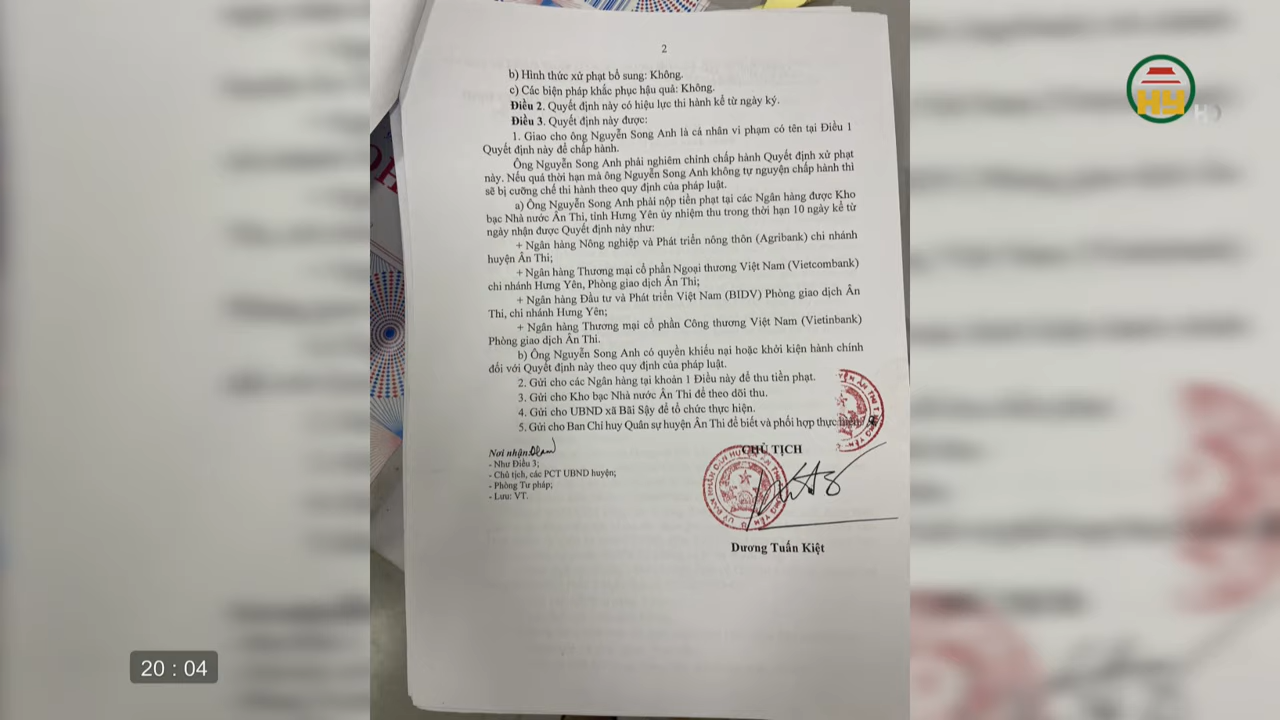 2
b) Hình thức xử phạt bổ sung: Không.
c) Các biện pháp khắc phục hậu quả: Không.
Điều 2. Quyết định này có hiệu lực thi hành kể từ ngày ký.
Điều 3. Quyết định này được:
1. Giao cho ông Nguyễn Song Anh là cá nhân vi phạm có tên tại Điều 1
Quyết định này để chấp hành.
Ông Nguyễn Song Anh phải nghiêm chỉnh chấp hành Quyết định xử phạt
này. Nếu quá thời hạn mà ông Nguyễn Song Anh không tự nguyện chấp hành thì
sẽ bị cưỡng chế thi hành theo quy định của pháp luật.
a) Ông Nguyễn Song Anh phải nộp tiền phạt tại các Ngân hàng được Kho
bạc Nhà nước Ân Thi, tỉnh Hưng Yên ủy nhiệm thu trong thời hạn 10 ngày kể từ
ngày nhận được Quyết định này như:
+ Ngân hàng Nông nghiệp và Phát triển nông thôn (Agribank) chi nhánh
huyện Ân Thi;
+ Ngân hàng Thương mại cổ phần Ngoại thương Việt Nam (Vietcombank)
chi nhánh Hưng Yên, Phòng giao dịch Ân Thi;
+ Ngân hàng Đầu tư và Phát triển Việt Nam (BIDV) Phòng giao dịch Ân
Thi, chi nhánh Hưng Yên;
+ Ngân hàng Thương mại cổ phần Công thương Việt Nam (Vietinbank)
Phòng giao dịch Ân Thi.
b) Ông Nguyễn Song Anh có quyền khiếu nại hoặc khởi kiện hành chính
đối với Quyết định này theo quy định của pháp luật.
2. Gửi cho các Ngân hàng tại khoản 1 Điều này để thu tiền phạt.
3. Gửi cho Kho bạc Nhà nước Ân Thi để theo dõi thu.
4. Gửi cho UBND xã Bãi Sậy để tổ chức thực hiện.
5. Gửi cho Ban Chỉ huy Quân sự huyện Ân Thi để biết và phối hợp thực hiện./.
Nơi nhận:
- Như Điều 3;
- Chủ tịch, các PCT UBND huyện;
- Phòng Tư pháp;
- Lưu: VT.
CHỦ TỊCH
Dương Tuấn Kiệt
HY
HD
20 : 04